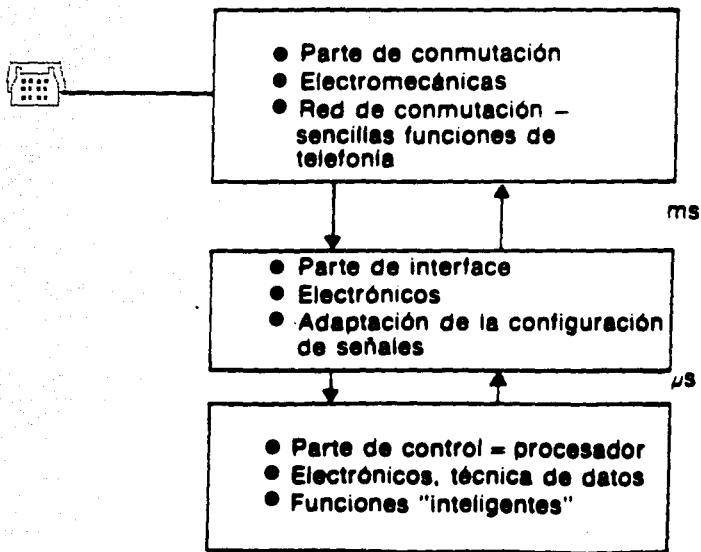 ● Parte de conmutación
● Electromecánicas
● Red de conmutación –
sencillas funciones de
telefonía
ms
● Parte de interface
● Electrónicos
● Adaptación de la configuración
de señales
µs
● Parte de control = procesador
● Electrónicos, técnica de datos
● Funciones "inteligentes"